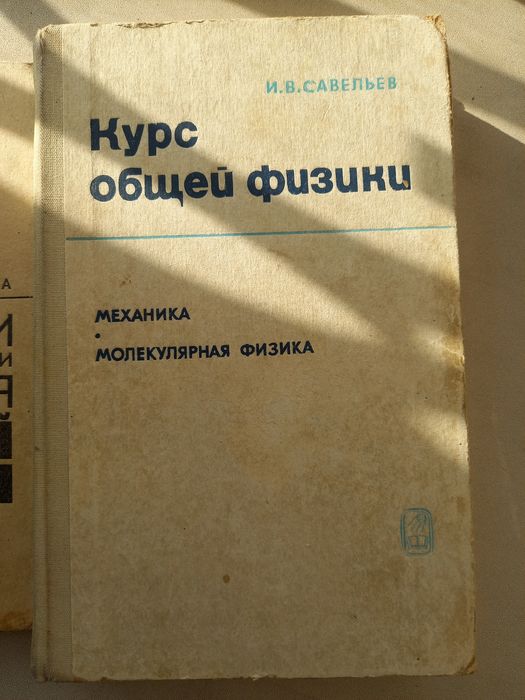 И.В.САВЕЛЬЕВ
Курс
общей физики
МЕХАНИКА
•
МОЛЕКУЛЯРНАЯ ФИЗИКА
А
И
И
Я
Й